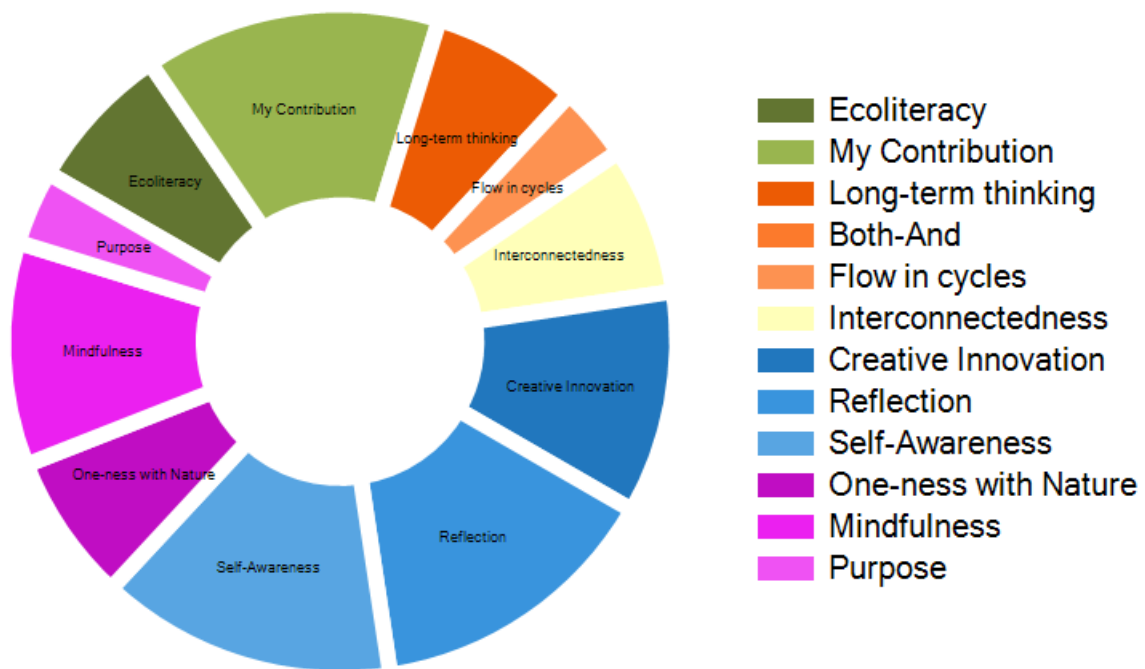 My Contribution
Long-term thinking
Ecoliteracy
Flow in cycles
Purpose
Interconnectedness
Mindfulness
Creative Innovation
One-ness with Nature
Reflection
Self-Awareness
Ecoliteracy
My Contribution
Long-term thinking
Both-And
Flow in cycles
Interconnectedness
Creative Innovation
Reflection
Self-Awareness
One-ness with Nature
Mindfulness
Purpose